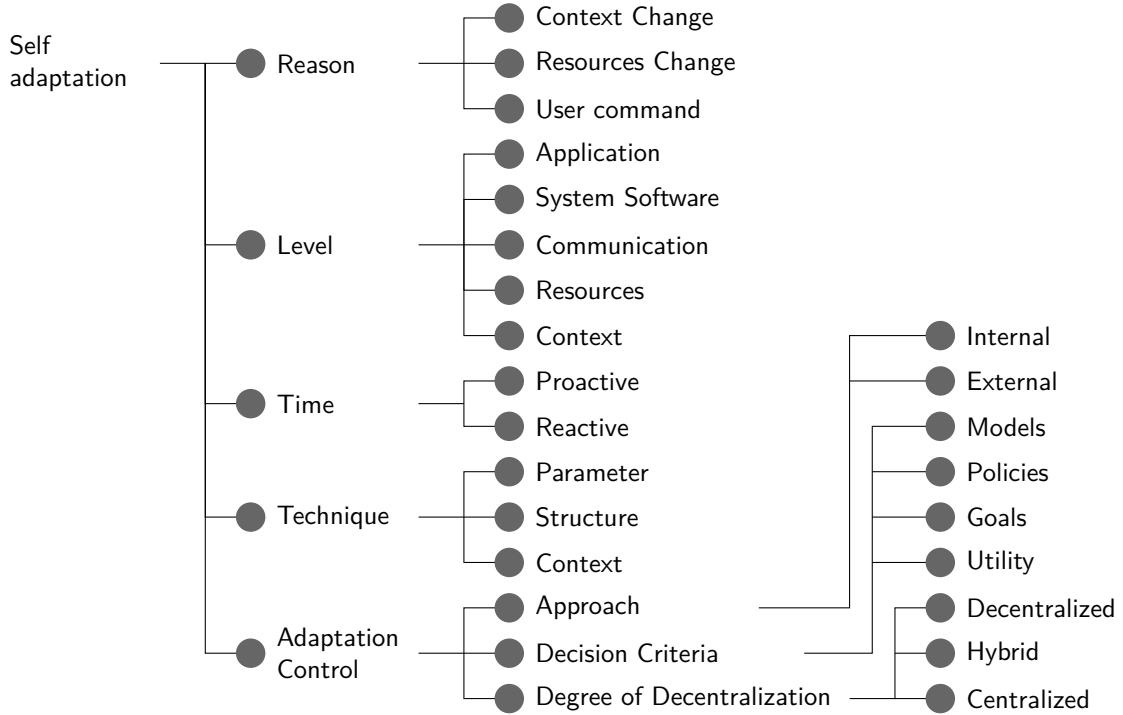 Self
adaptation
Reason
Context Change
Resources Change
User command
Level
Application
System Software
Communication
Resources
Context
Time
Proactive
Reactive
Technique
Parameter
Structure
Context
Adaptation
Control
Approach
Internal
External
Decision Criteria
Models
Policies
Goals
Utility
Degree of Decentralization
Decentralized
Hybrid
Centralized